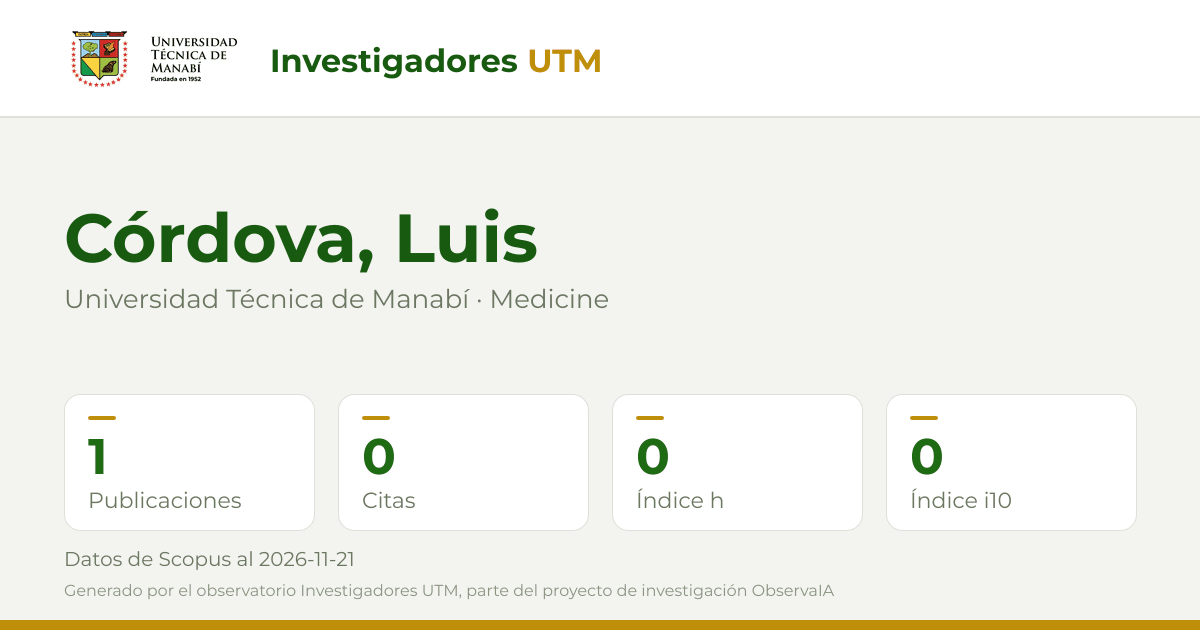 UNIVERSIDAD
TÉCNICA DE
MANABÍ
Fundada en 1952
Investigadores UTM
Córdova, Luis
Universidad Técnica de Manabí · Medicine
1
Publicaciones
0
Citas
0
Índice h
0
Índice i10
Datos de Scopus al 2026-11-21
Generado por el observatorio Investigadores UTM, parte del proyecto de investigación ObservaIA